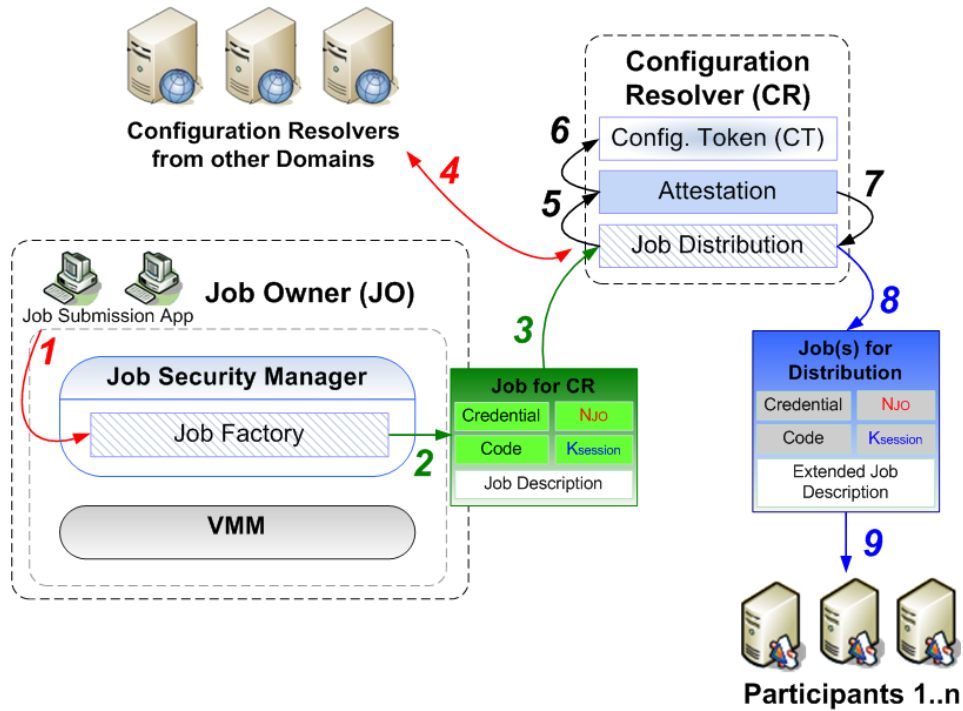 Configuration Resolvers
from other Domains
Configuration
Resolver (CR)
Config. Token (CT)
Attestation
Job Distribution
6
5
7
4
3
8
Job Owner (JO)
Job Submission App
1
Job Security Manager
Job Factory
2
VMM
Job for CR
Credential
NJO
Code
Ksession
Job Description
Job(s) for
Distribution
Credential
NJO
Code
Ksession
Extended Job
Description
9
Participants 1..n